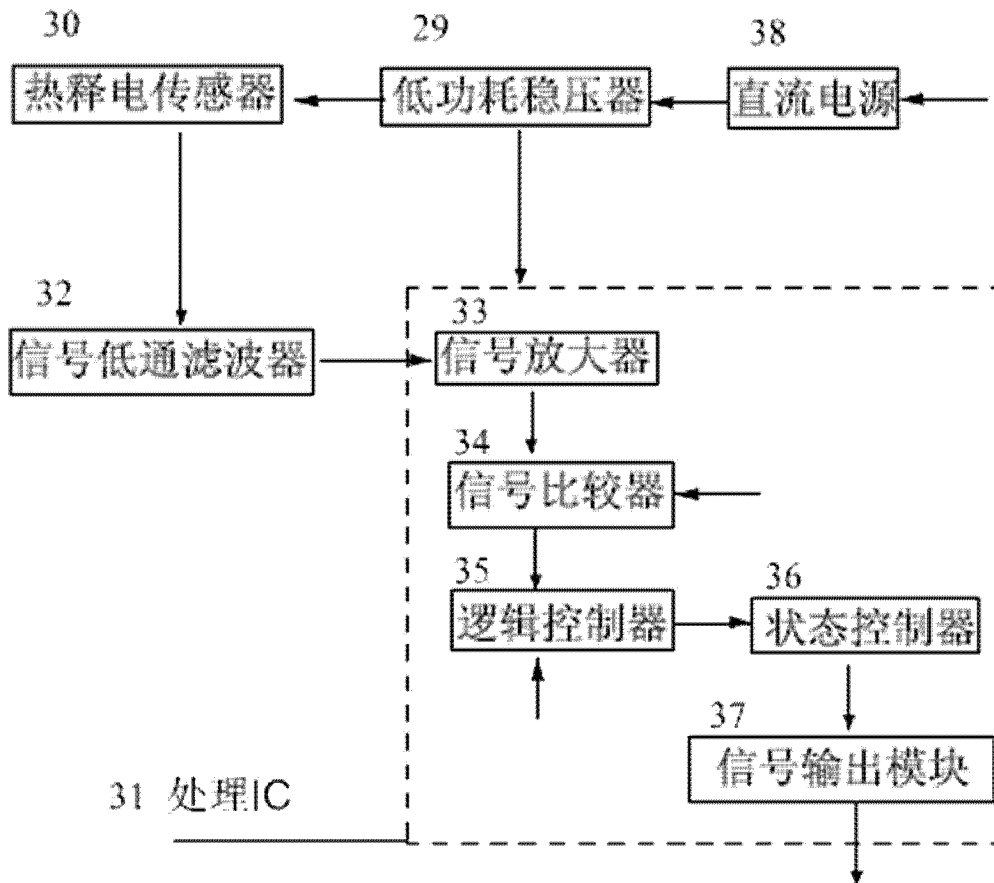 30
29
38
热释电传感器
低功耗稳压器
直流电源
32
33
信号低通滤波器
信号放大器
34
信号比较器
35
36
逻辑控制器
状态控制器
37
信号输出模块
31 处理IC